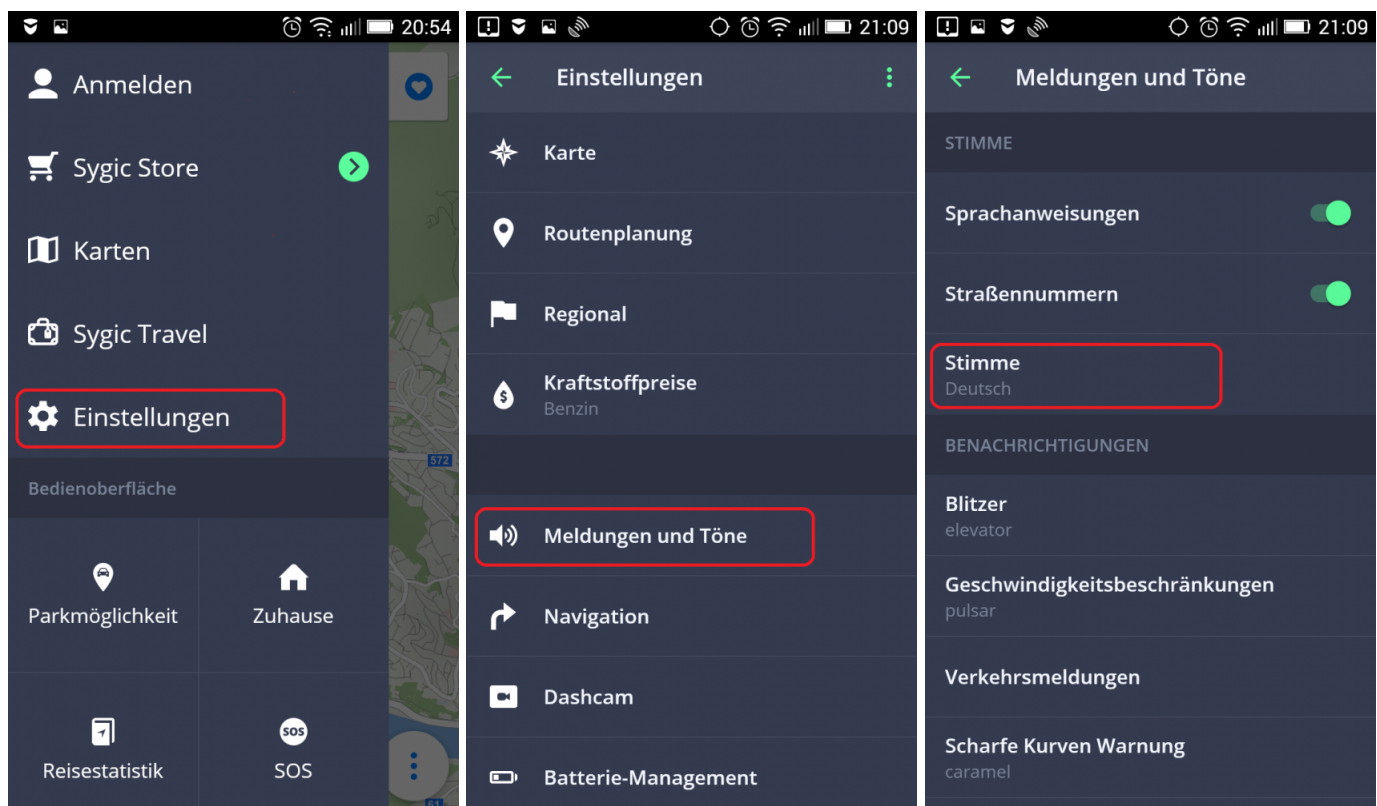 20:54
Anmelden
Sygic Store
Karten
Sygic Travel
Einstellungen
572
Bedienoberfläche
Parkmöglichkeit
Zuhause
SOS
Reisestatistik
SOS
61
21:09
Einstellungen
Karte
Routenplanung
Regional
$
Kraftstoffpreise
Benzin
Meldungen und Töne
Navigation
Dashcam
Batterie-Management
21:09
Meldungen und Töne
STIMME
Sprachanweisungen
Straßennummern
Stimme
Deutsch
BENACHRICHTIGUNGEN
Blitzer
elevator
Geschwindigkeitsbeschränkungen
pulsar
Verkehrsmeldungen
Scharfe Kurven Warnung
caramel